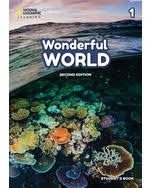 NATIONAL GEOGRAPHIC
LEARNING
1
Wonderful
WORLD
SECOND EDITION
STUDENT'S BOOK